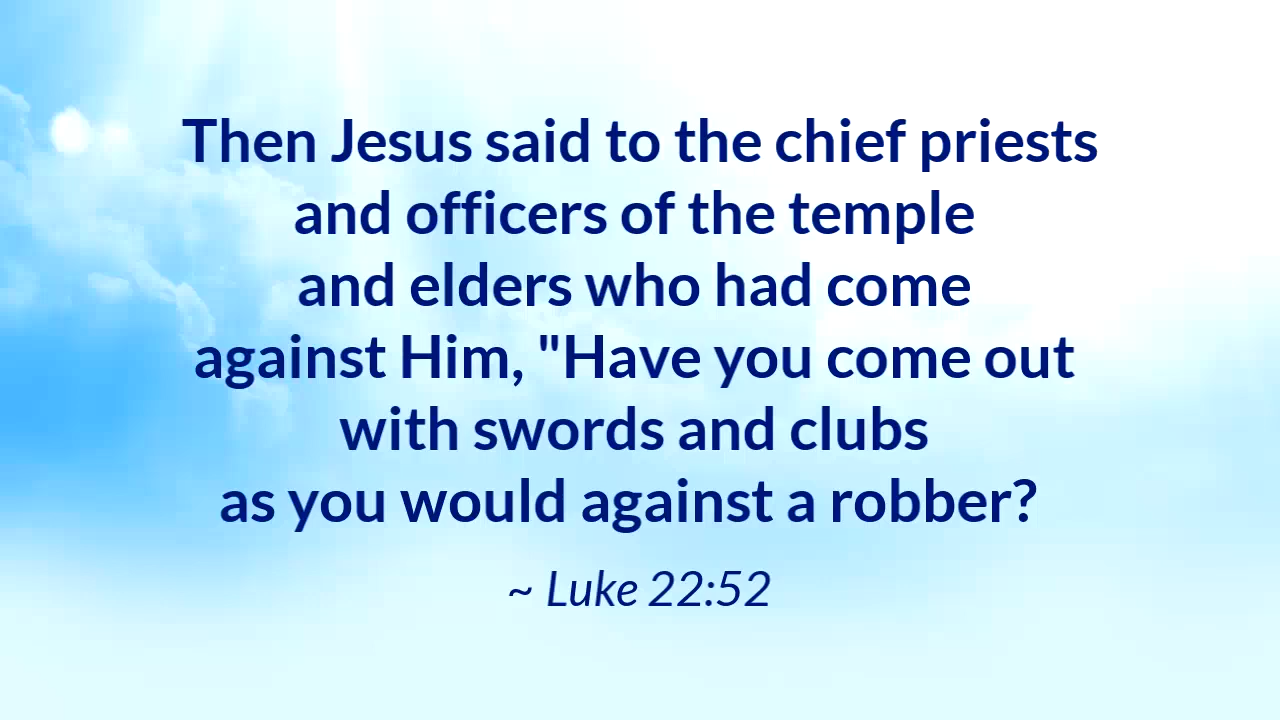 Then Jesus said to the chief priests
and officers of the temple
and elders who had come
against Him, "Have you come out
with swords and clubs
as you would against a robber?
~ Luke 22:52